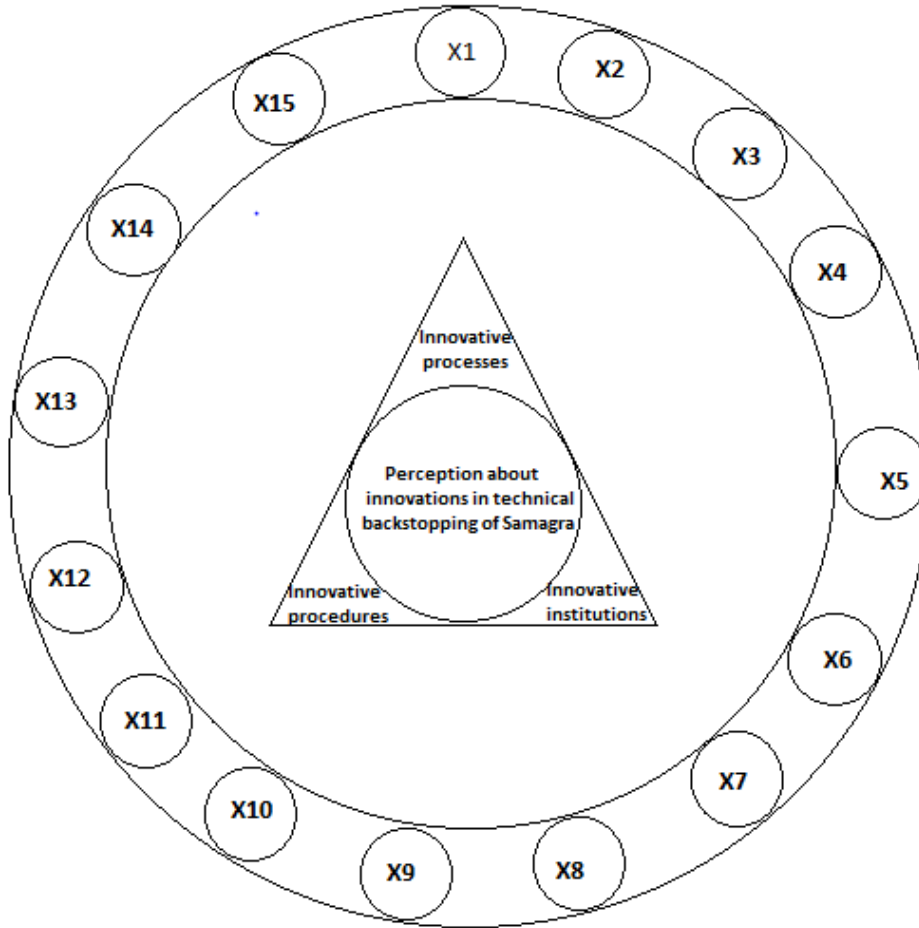 X1
X2
X3
X4
X5
X6
X7
X8
X9
X10
X11
X12
X13
X14
X15
Innovative
processes
Perception about
innovations in technical
backstopping of Samagra
Innovative
procedures
Innovative
institutions